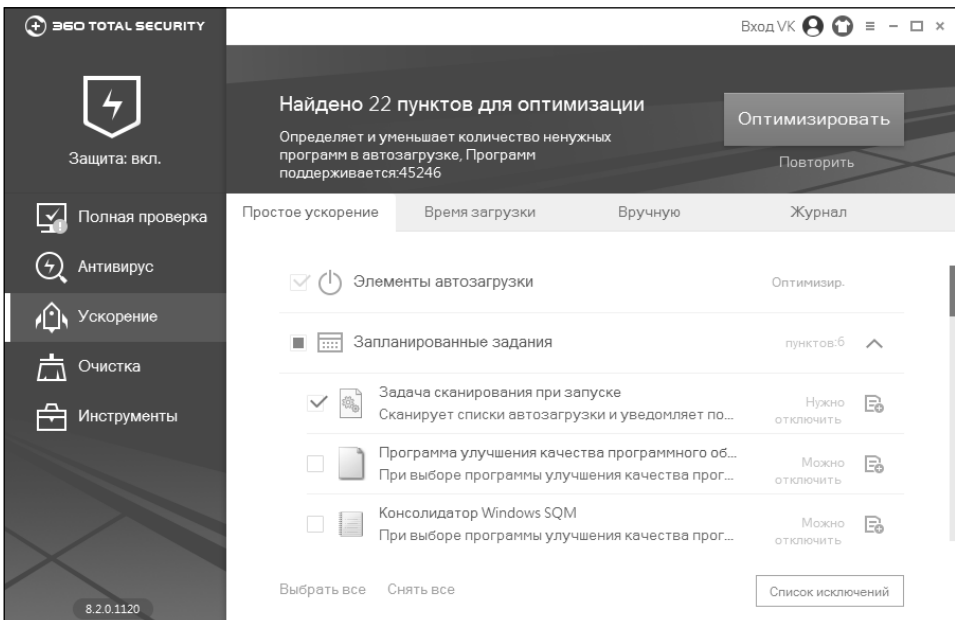 360 TOTAL SECURITY
Вход VK
Защита: вкл.
Найдено 22 пунктов для оптимизации
Определяет и уменьшает количество ненужных
программ в автозагрузке, Программ
поддерживается:45246
Оптимизировать
Повторить
Полная проверка
Антивирус
Ускорение
Очистка
Инструменты
8.2.0.1120
Простое ускорение
Время загрузки
Вручную
Журнал
Элементы автозагрузки
Оптимизир.
Запланированные задания
пунктов:6
Задача сканирования при запуске
Сканирует списки автозагрузки и уведомляет по...
Нужно
отключить
Программа улучшения качества программного об...
При выборе программы улучшения качества прог...
Можно
отключить
Консолидатор Windows SQM
При выборе программы улучшения качества прог...
Можно
отключить
Выбрать все
Снять все
Список исключений